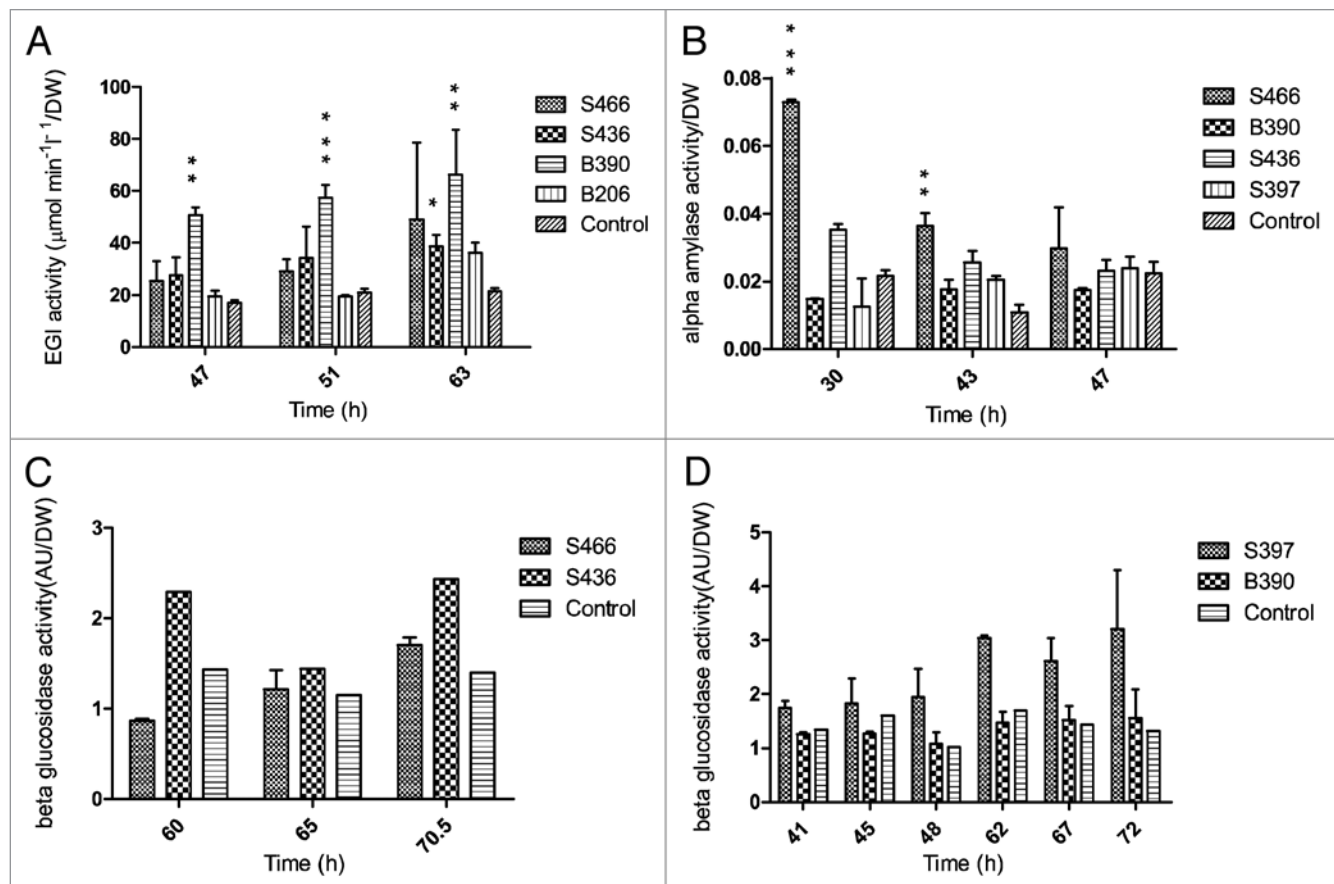 A
EGI activity (µmol min⁻¹l⁻¹/DW)
100
80
60
40
20
0
**
***
*
**
47
51
63
Time (h)
S466
S436
B390
B206
Control
B
alpha amylase activity/DW
0.08
0.06
0.04
0.02
0.00
***
**
30
43
47
Time (h)
S466
B390
S436
S397
Control
C
beta glucosidase activity(AU/DW)
3
2
1
0
60
65
70.5
Time (h)
S466
S436
Control
D
beta glucosidase activity(AU/DW)
5
4
3
2
1
0
41
45
48
62
67
72
Time (h)
S397
B390
Control